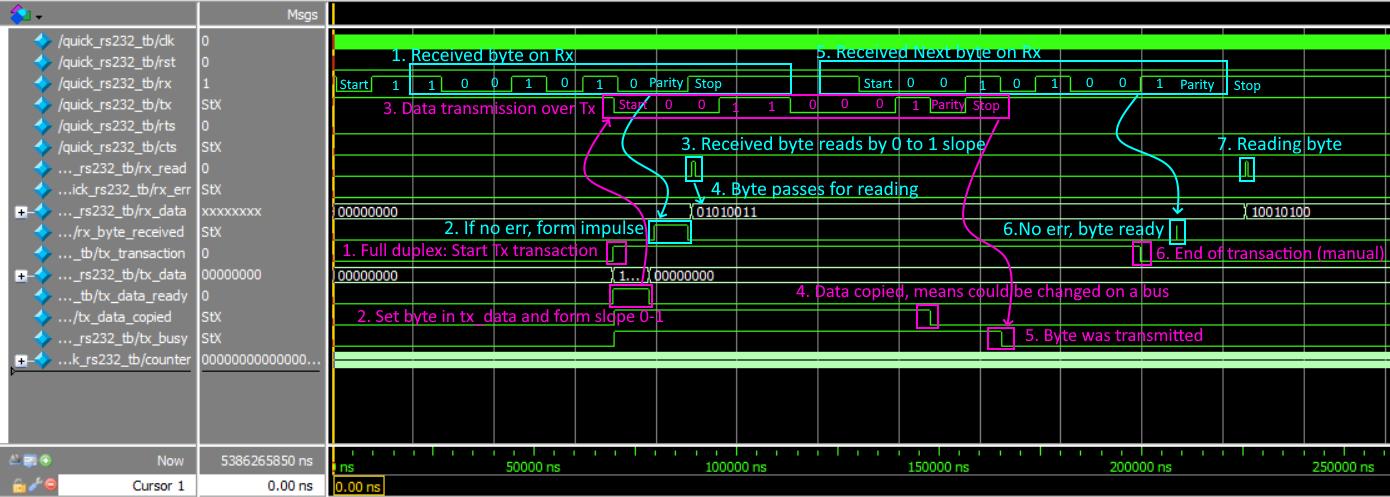 Msgs
/quick_rs232_tb/clk 0
/quick_rs232_tb/rst 0
1. Received byte on Rx 5. Received Next byte on Rx
/quick_rs232_tb/rx 1 Start 1 1 0 0 1 0 1 0 Parity Stop Start 0 0 1 0 1 0 0 1 Parity Stop
/quick_rs232_tb/tx StX 3. Data transmission over Tx Start 0 0 1 1 0 0 0 1 Parity Stop
/quick_rs232_tb/rts 0
/quick_rs232_tb/cts StX 3. Received byte reads by 0 to 1 slope 7. Reading byte
..._rs232_tb/rx_read 0
...ick_rs232_tb/rx_err StX 4. Byte passes for reading
..._rs232_tb/rx_data xxxxxxxx 00000000 01010011 10010100
.../rx_byte_received StX 2. If no err, form impulse 6.No err, byte ready
..._tb/tx_transaction 0 1. Full duplex: Start Tx transaction 6. End of transaction (manual)
..._rs232_tb/tx_data 00000000 00000000 1... 00000000
..._tb/tx_data_ready 0 4. Data copied, means could be changed on a bus
.../tx_data_copied StX 2. Set byte in tx_data and form slope 0-1
..._rs232_tb/tx_busy StX 5. Byte was transmitted
...k_rs232_tb/counter 00000000000000...
Now 5386265850 ns ns 50000 ns 100000 ns 150000 ns 200000 ns 250000 ns
Cursor 1 0.00 ns 0.00 ns